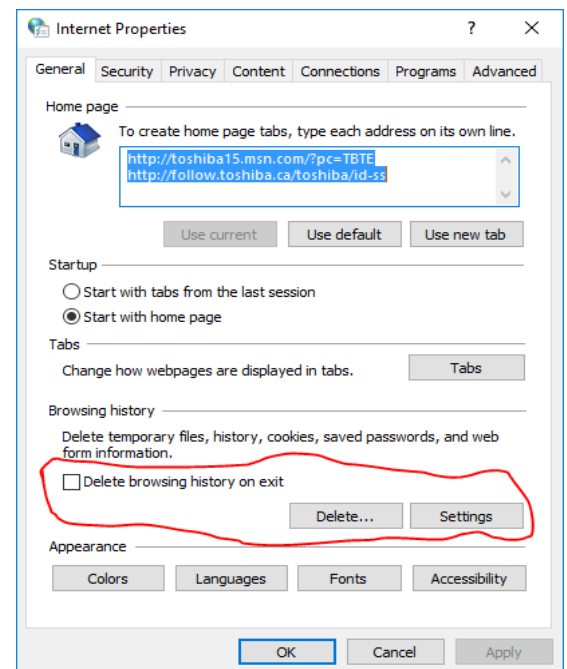 Internet Properties
General Security Privacy Content Connections Programs Advanced
Home page
To create home page tabs, type each address on its own line.
http://toshiba15.msn.com/?pc=TBTE
http://follow.toshiba.ca/toshiba/id-ss
Use current Use default Use new tab
Startup
Start with tabs from the last session
Start with home page
Tabs
Change how webpages are displayed in tabs. Tabs
Browsing history
Delete temporary files, history, cookies, saved passwords, and web
form information.
Delete browsing history on exit
Delete... Settings
Appearance
Colors Languages Fonts Accessibility
OK Cancel Apply